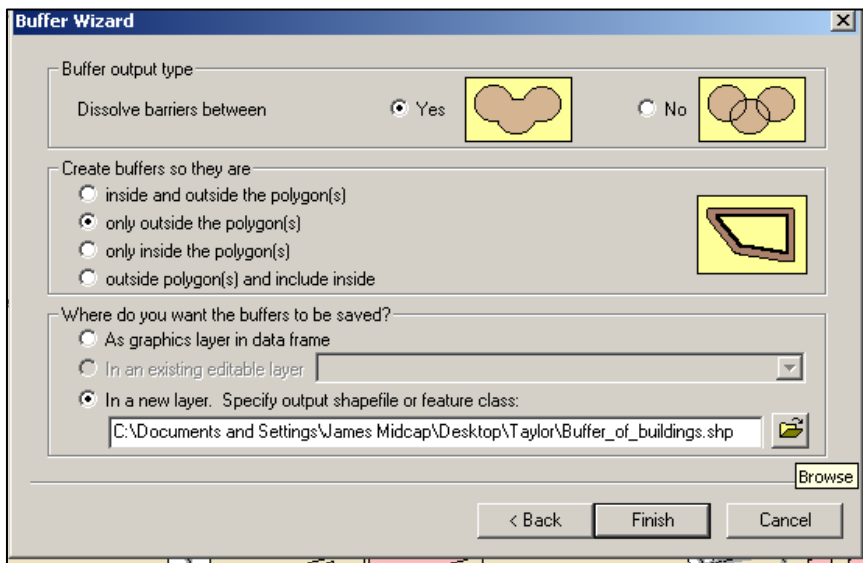 Buffer Wizard
Buffer output type
Dissolve barriers between Yes No
Create buffers so they are
inside and outside the polygon(s)
only outside the polygon(s)
only inside the polygon(s)
outside polygon(s) and include inside
Where do you want the buffers to be saved?
As graphics layer in data frame
In an existing editable layer
In a new layer. Specify output shapefile or feature class:
C:\Documents and Settings\James Midcap\Desktop\Taylor\Buffer_of_buildings.shp
Browse
< Back Finish Cancel